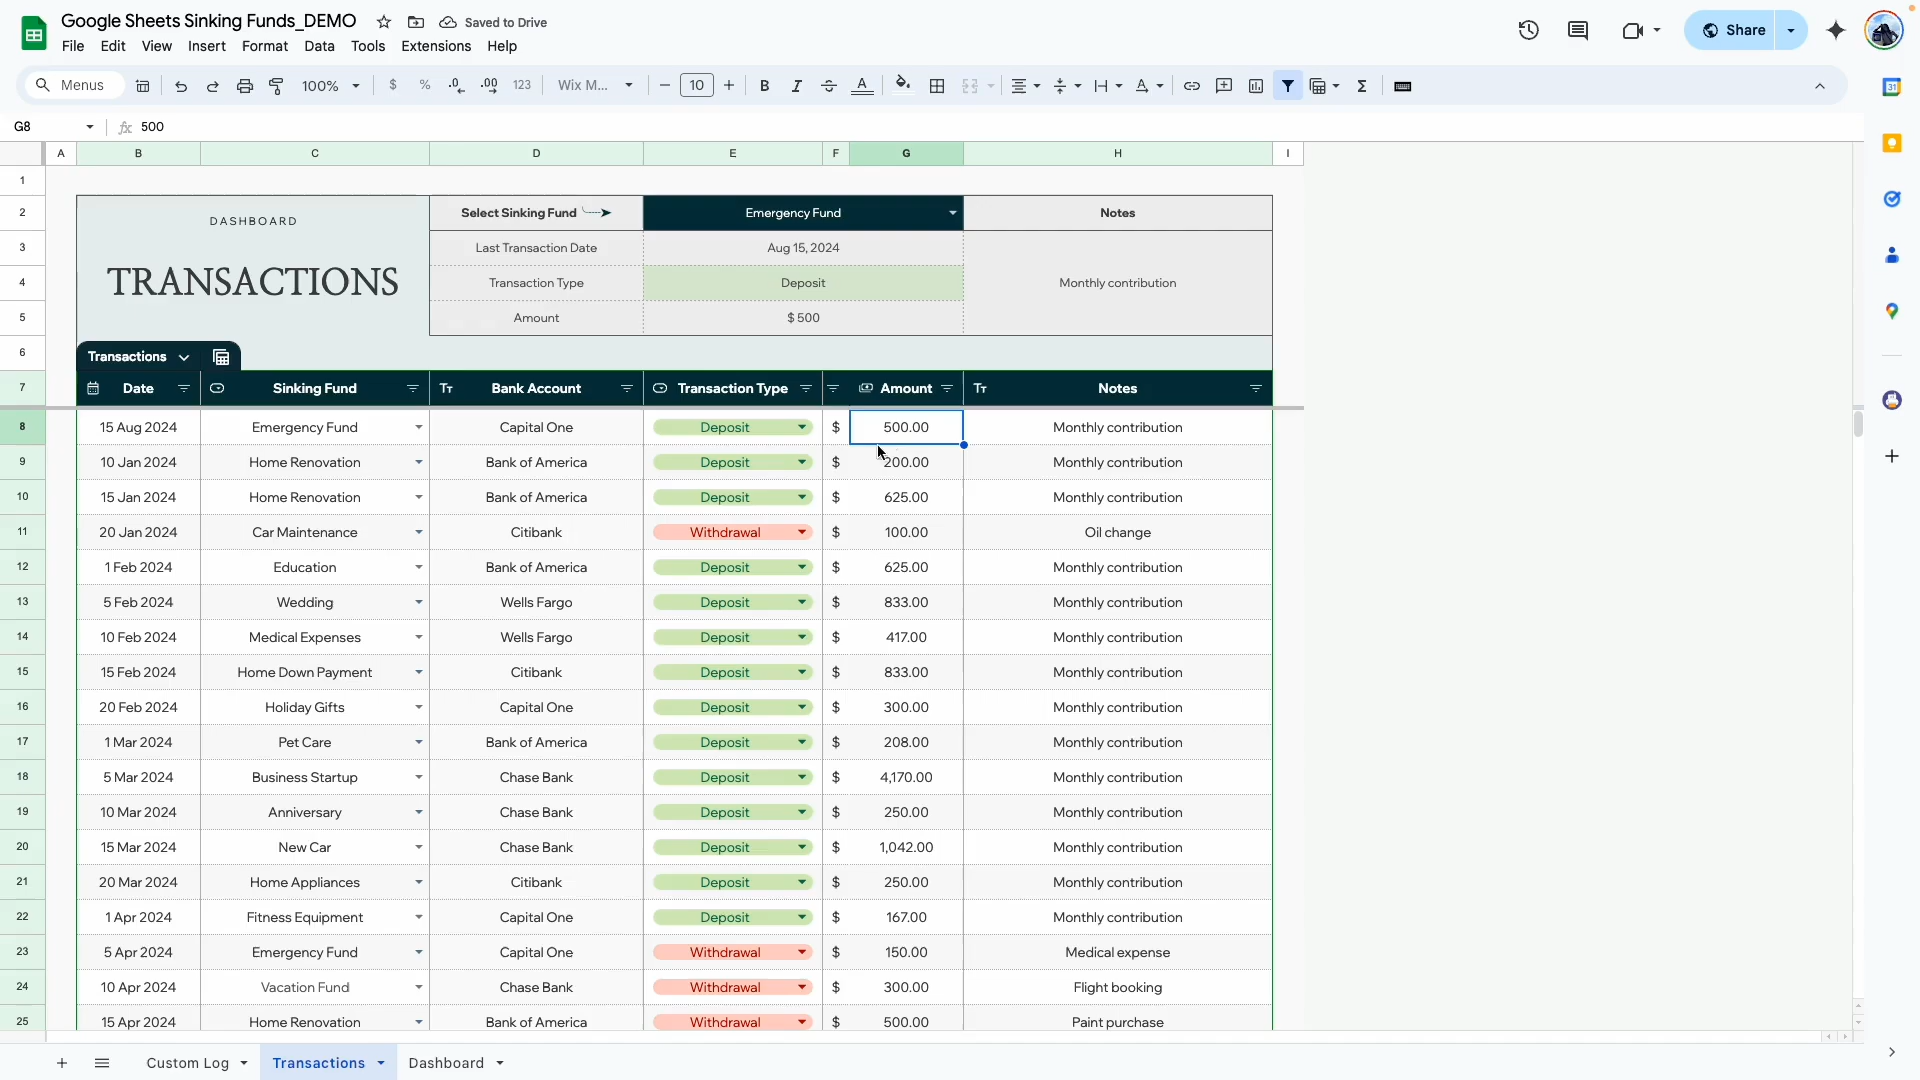 Google Sheets Sinking Funds_DEMO
Saved to Drive
Share
File Edit View Insert Format Data Tools Extensions Help
Menus 100% $ % .0 .00 123 Wix M... 10 B I A
G8 fx 500
A B C D E F G H I
1
2 DASHBOARD Select Sinking Fund Emergency Fund Notes
3 Last Transaction Date Aug 15, 2024
4 TRANSACTIONS Transaction Type Deposit Monthly contribution
5 Amount $ 500
6 Transactions
7 Date Sinking Fund Tт Bank Account Transaction Type Amount Tт Notes
8 15 Aug 2024 Emergency Fund Capital One Deposit $ 500.00 Monthly contribution
9 10 Jan 2024 Home Renovation Bank of America Deposit $ 200.00 Monthly contribution
10 15 Jan 2024 Home Renovation Bank of America Deposit $ 625.00 Monthly contribution
11 20 Jan 2024 Car Maintenance Citibank Withdrawal $ 100.00 Oil change
12 1 Feb 2024 Education Bank of America Deposit $ 625.00 Monthly contribution
13 5 Feb 2024 Wedding Wells Fargo Deposit $ 833.00 Monthly contribution
14 10 Feb 2024 Medical Expenses Wells Fargo Deposit $ 417.00 Monthly contribution
15 15 Feb 2024 Home Down Payment Citibank Deposit $ 833.00 Monthly contribution
16 20 Feb 2024 Holiday Gifts Capital One Deposit $ 300.00 Monthly contribution
17 1 Mar 2024 Pet Care Bank of America Deposit $ 208.00 Monthly contribution
18 5 Mar 2024 Business Startup Chase Bank Deposit $ 4,170.00 Monthly contribution
19 10 Mar 2024 Anniversary Chase Bank Deposit $ 250.00 Monthly contribution
20 15 Mar 2024 New Car Chase Bank Deposit $ 1,042.00 Monthly contribution
21 20 Mar 2024 Home Appliances Citibank Deposit $ 250.00 Monthly contribution
22 1 Apr 2024 Fitness Equipment Capital One Deposit $ 167.00 Monthly contribution
23 5 Apr 2024 Emergency Fund Capital One Withdrawal $ 150.00 Medical expense
24 10 Apr 2024 Vacation Fund Chase Bank Withdrawal $ 300.00 Flight booking
25 15 Apr 2024 Home Renovation Bank of America Withdrawal $ 500.00 Paint purchase
Custom Log Transactions Dashboard